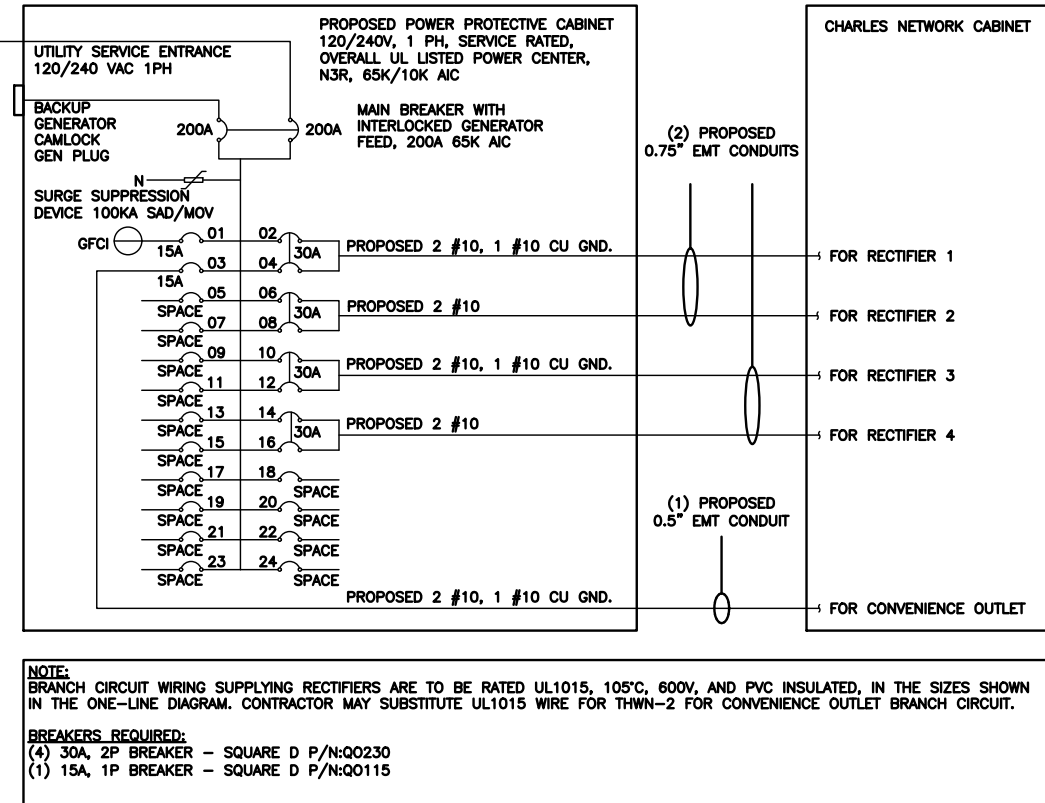 PROPOSED POWER PROTECTIVE CABINET
120/240V, 1 PH, SERVICE RATED,
OVERALL UL LISTED POWER CENTER,
N3R, 65K/10K AIC
CHARLES NETWORK CABINET
UTILITY SERVICE ENTRANCE
120/240 VAC 1PH
BACKUP
GENERATOR
CAMLOCK
GEN PLUG
200A
200A
MAIN BREAKER WITH
INTERLOCKED GENERATOR
FEED, 200A 65K AIC
(2) PROPOSED
0.75" EMT CONDUITS
N
SURGE SUPPRESSION
DEVICE 100KA SAD/MOV
GFCI
15A
01
02
30A
PROPOSED 2 #10, 1 #10 CU GND.
FOR RECTIFIER 1
15A
03
04
SPACE
05
06
30A
PROPOSED 2 #10
FOR RECTIFIER 2
SPACE
07
08
SPACE
09
10
30A
PROPOSED 2 #10, 1 #10 CU GND.
FOR RECTIFIER 3
SPACE
11
12
SPACE
13
14
30A
PROPOSED 2 #10
FOR RECTIFIER 4
SPACE
15
16
SPACE
17
18
SPACE
SPACE
19
20
SPACE
SPACE
21
22
SPACE
SPACE
23
24
SPACE
(1) PROPOSED
0.5" EMT CONDUIT
PROPOSED 2 #10, 1 #10 CU GND.
FOR CONVENIENCE OUTLET
NOTE:
BRANCH CIRCUIT WIRING SUPPLYING RECTIFIERS ARE TO BE RATED UL1015, 105°C, 600V, AND PVC INSULATED, IN THE SIZES SHOWN
IN THE ONE-LINE DIAGRAM. CONTRACTOR MAY SUBSTITUTE UL1015 WIRE FOR THWN-2 FOR CONVENIENCE OUTLET BRANCH CIRCUIT.
BREAKERS REQUIRED:
(4) 30A, 2P BREAKER - SQUARE D P/N:QO230
(1) 15A, 1P BREAKER - SQUARE D P/N:QO115